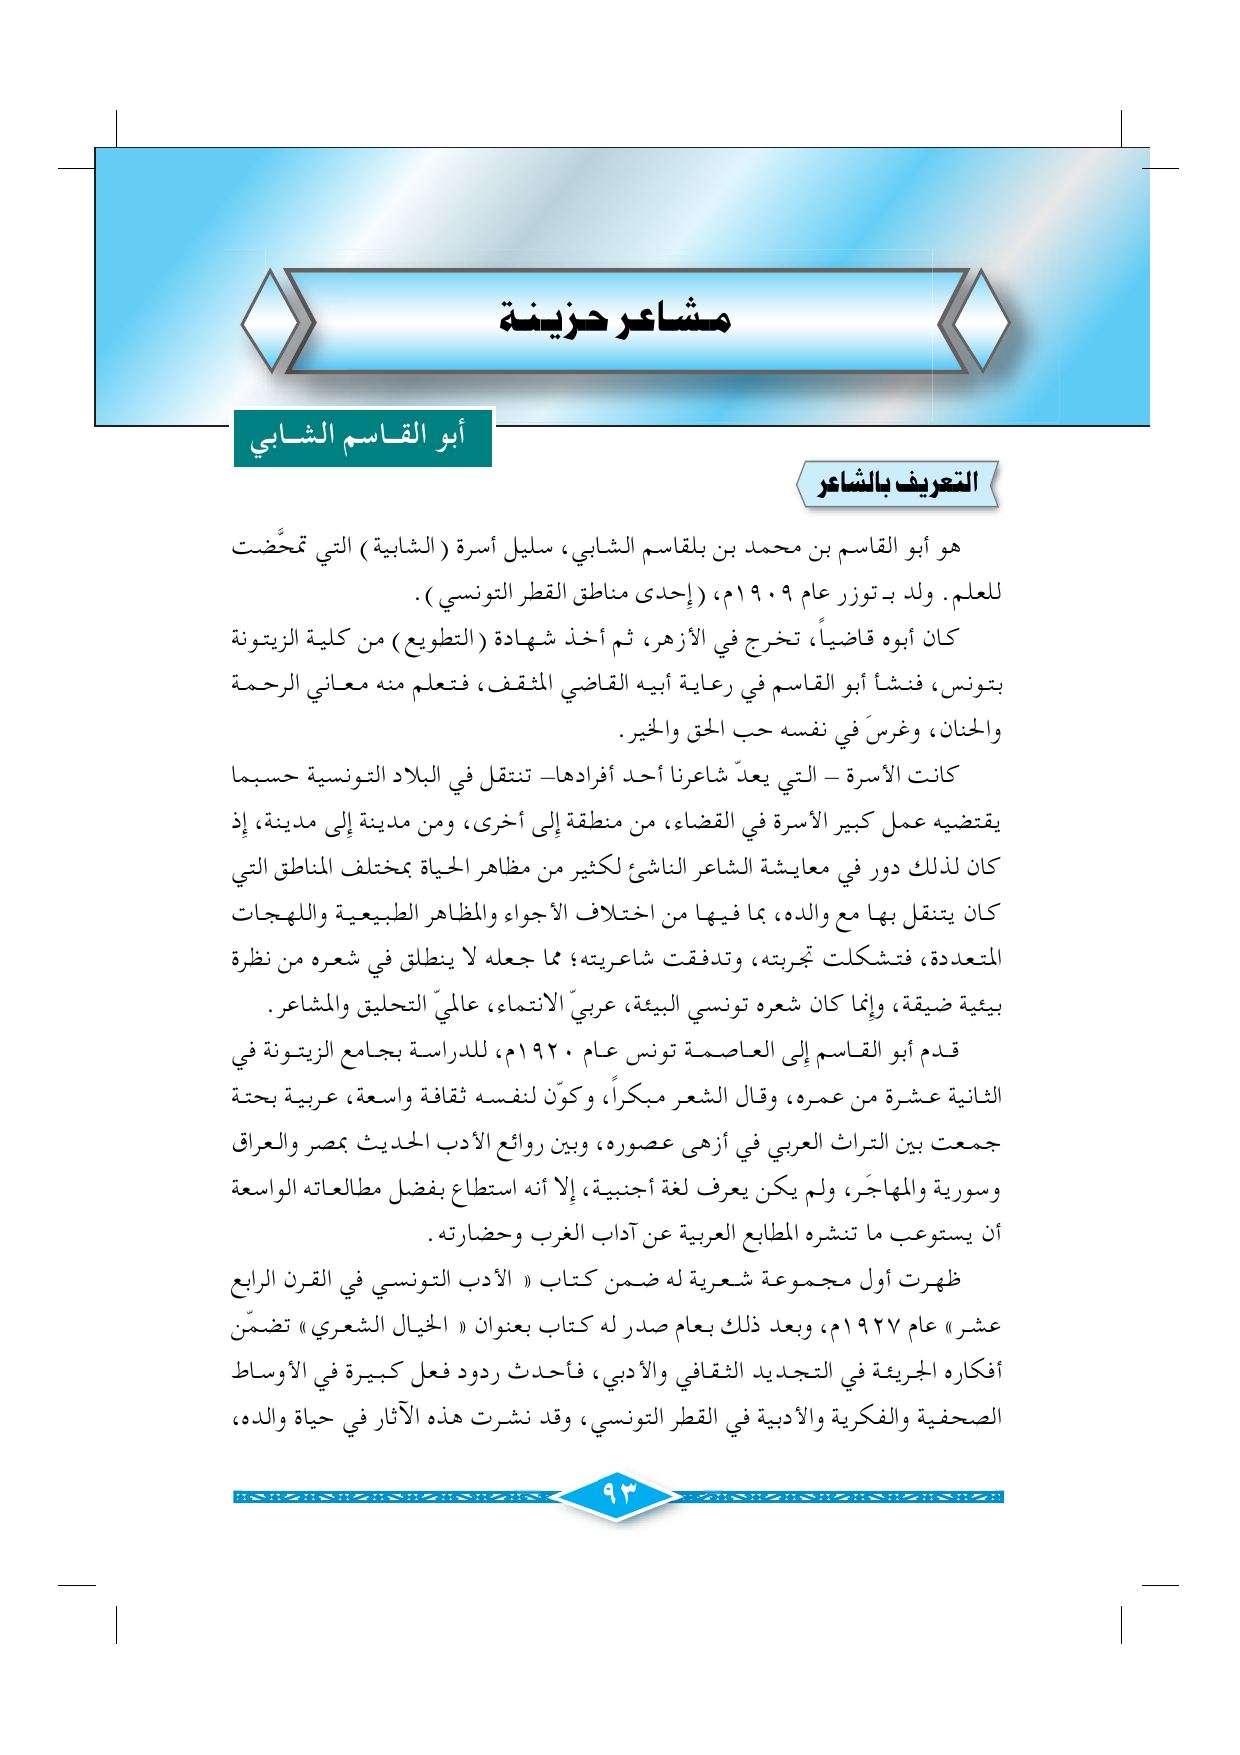 مشاعر حزينة
أبو القاسم الشابي
التعريف بالشاعر
هو أبو القاسم بن محمد بن بلقاسم الشابي، سليل أسرة (الشابية) التي تمحَّضت
للعلم. ولد بـ توزر عام ١٩٠٩م، (إحدى مناطق القطر التونسي).
كان أبوه قاضياً، تخرج في الأزهر، ثم أخذ شهادة (التطويع) من كلية الزيتونة
بتونس، فنشأ أبو القاسم في رعاية أبيه القاضي المثقف، فتعلم منه معاني الرحمة
والحنان، وغرسَ في نفسه حب الحق والخير.
كانت الأسرة – التي يعدّ شاعرنا أحد أفرادها– تنتقل في البلاد التونسية حسبما
يقتضيه عمل كبير الأسرة في القضاء، من منطقة إلى أخرى، ومن مدينة إلى مدينة، إذ
كان لذلك دور في معايشة الشاعر الناشئ لكثير من مظاهر الحياة بمختلف المناطق التي
كان يتنقل بها مع والده، بما فيها من اختلاف الأجواء والمظاهر الطبيعية واللهجات
المتعددة، فتشكلت تجربته، وتدفقت شاعريته؛ مما جعله لا ينطلق في شعره من نظرة
بيئية ضيقة، وإنما كان شعره تونسي البيئة، عربيّ الانتماء، عالميّ التحليق والمشاعر.
قدم أبو القاسم إلى العاصمة تونس عام ١٩٢٠م، للدراسة بجامع الزيتونة في
الثانية عشرة من عمره، وقال الشعر مبكراً، وكوّن لنفسه ثقافة واسعة، عربية بحتة
جمعت بين التراث العربي في أزهى عصوره، وبين روائع الأدب الحديث بمصر والعراق
وسورية والمهاجَر، ولم يكن يعرف لغة أجنبية، إلا أنه استطاع بفضل مطالعاته الواسعة
أن يستوعب ما تنشره المطابع العربية عن آداب الغرب وحضارته.
ظهرت أول مجموعة شعرية له ضمن كتاب « الأدب التونسي في القرن الرابع
عشر» عام ١٩٢٧م، وبعد ذلك بعام صدر له كتاب بعنوان « الخيال الشعري» تضمّن
أفكاره الجريئة في التجديد الثقافي والأدبي، فأحدث ردود فعل كبيرة في الأوساط
الصحفية والفكرية والأدبية في القطر التونسي، وقد نشرت هذه الآثار في حياة والده،
٩٣